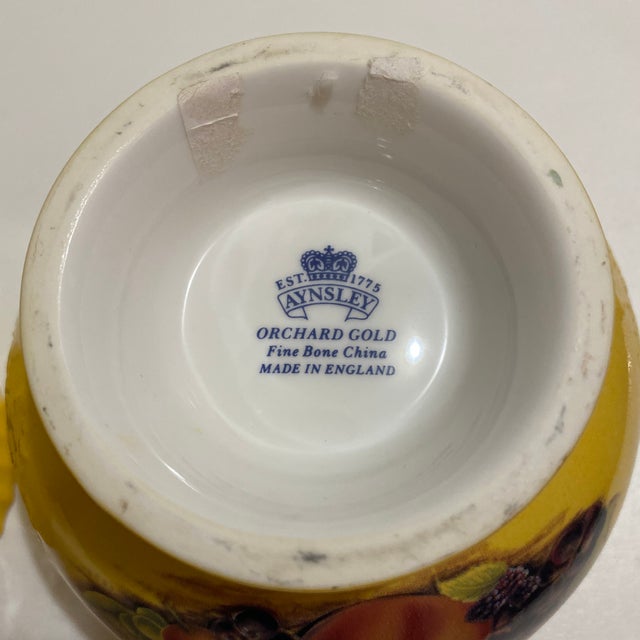 EST. 1775
AYNSLEY
ORCHARD GOLD
Fine Bone China
MADE IN ENGLAND